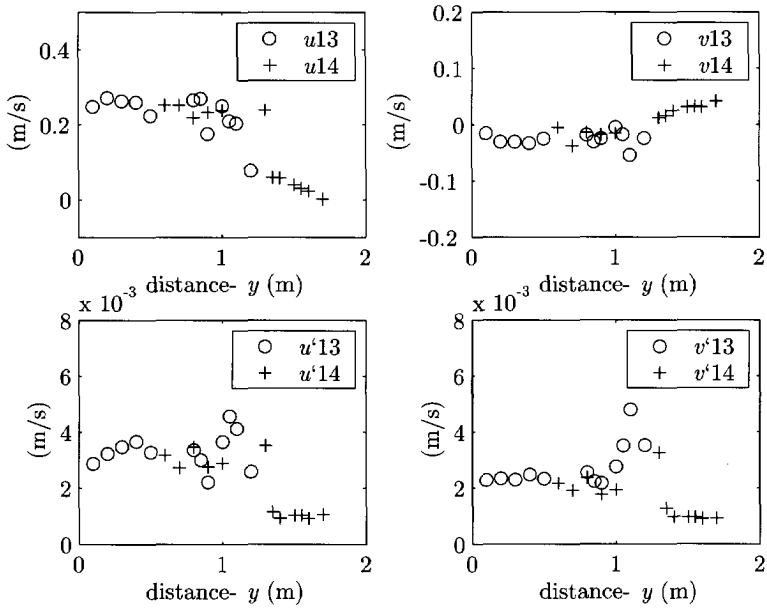 0.4
0.2
0
(m/s)
u13
u14
0 1 2
distance- y (m)
0.2
0.1
0
-0.1
-0.2
(m/s)
v13
v14
0 1 2
distance- y (m)
x 10⁻³
8
6
4
2
0
(m/s)
u‘13
u‘14
0 1 2
distance- y (m)
x 10⁻³
8
6
4
2
0
(m/s)
v‘13
v‘14
0 1 2
distance- y (m)